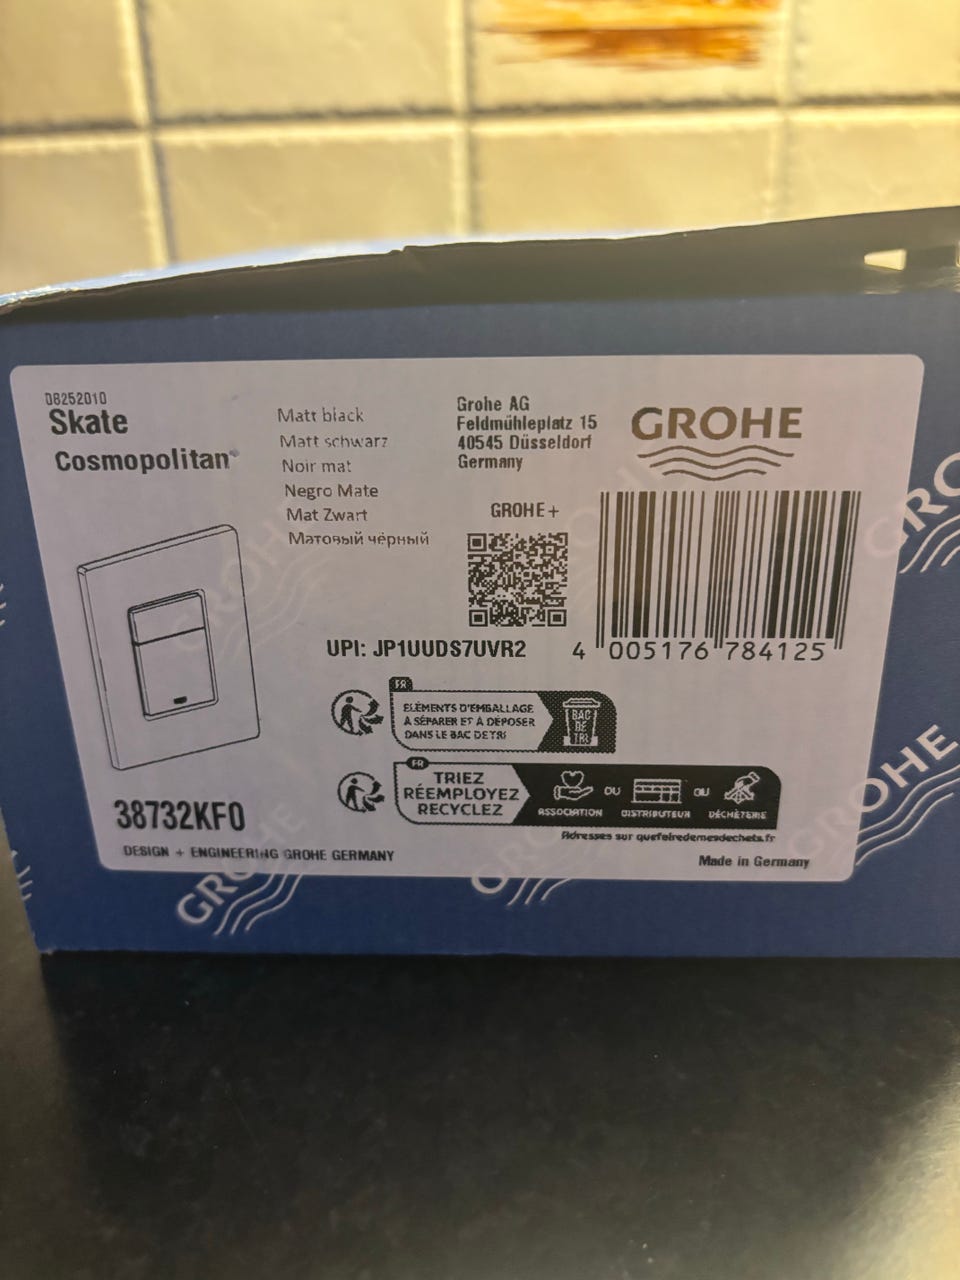 08252010
Skate
Cosmopolitan
Matt black
Matt schwarz
Noir mat
Negro Mate
Mat Zwart
Матовый чёрный
Grohe AG
Feldmühleplatz 15
40545 Düsseldorf
Germany
GROHE
GROHE+
UPI: JP1UUDS7UVR2
4 005176 784125
FR
ÉLÉMENTS D'EMBALLAGE
À SÉPARER ET À DÉPOSER
DANS LE BAC DE TRI
BAC
DE
TRI
FR
TRIEZ
RÉEMPLOYEZ
RECYCLEZ
ASSOCIATION
OU
DISTRIBUTEUR
OU
DÉCHÈTERIE
Adresses sur quefairedemesdechets.fr
38732KF0
DESIGN + ENGINEERING GROHE GERMANY
Made in Germany
GROHE